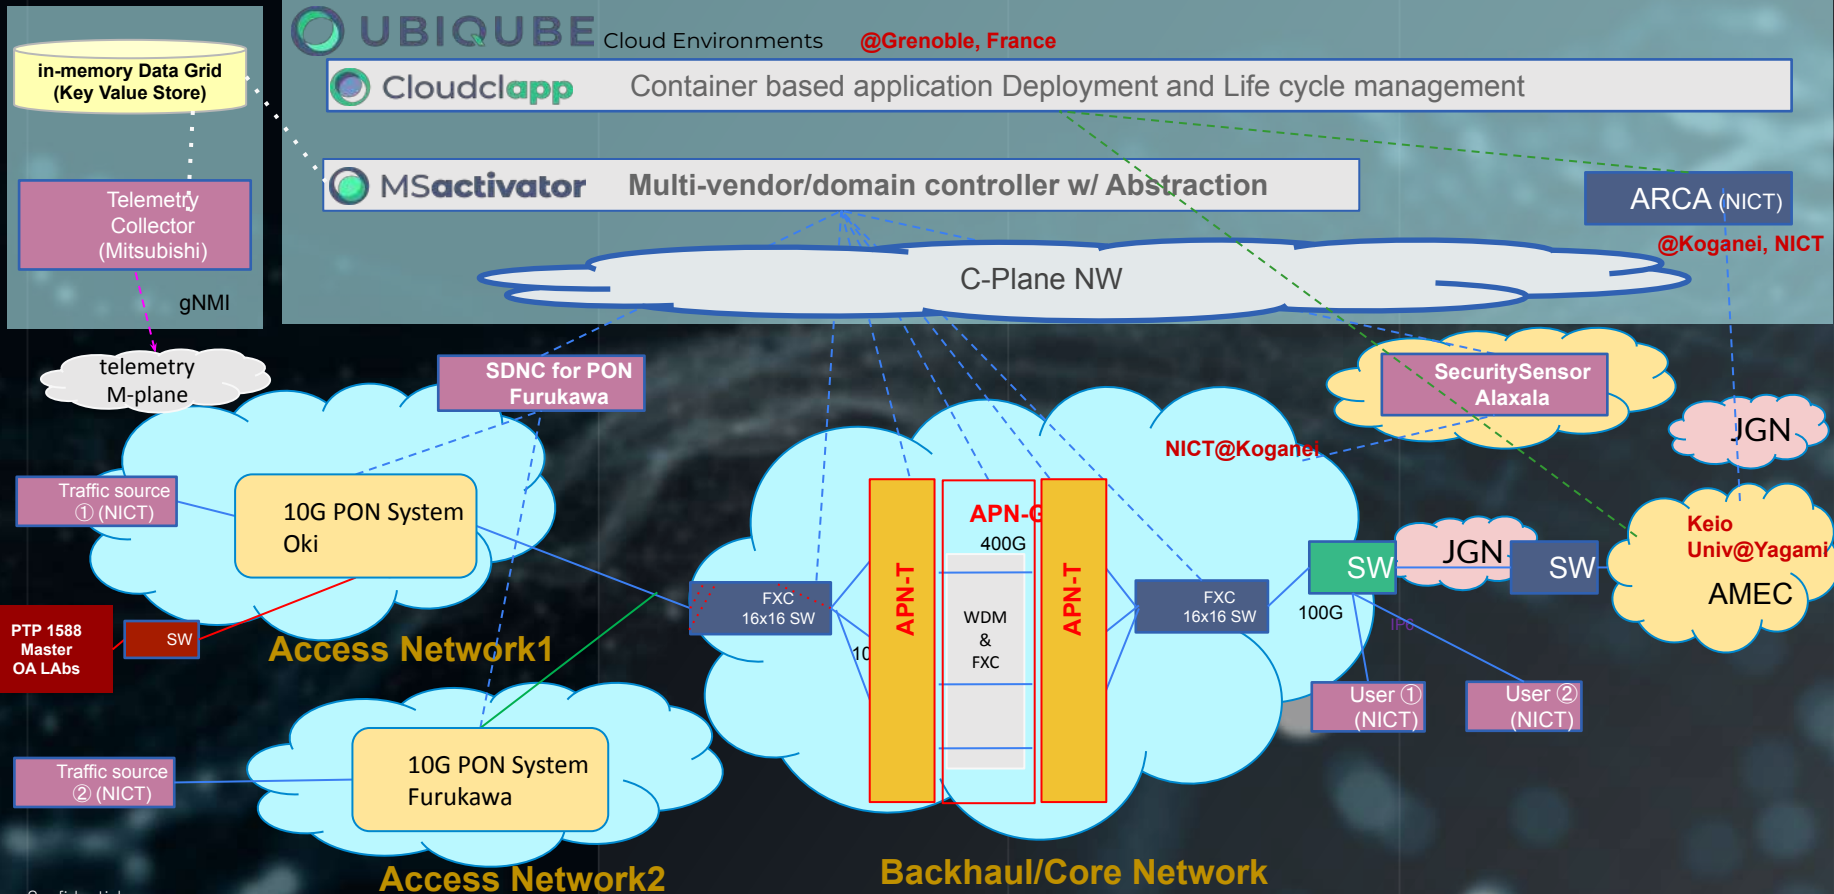 UBIQUBE Cloud Environments @Grenoble, France
in-memory Data Grid
(Key Value Store)
Cloudclapp Container based application Deployment and Life cycle management
MSactivator Multi-vendor/domain controller w/ Abstraction
Telemetry
Collector
(Mitsubishi)
ARCA (NICT)
@Koganei, NICT
C-Plane NW
gNMI
telemetry
M-plane
SDNC for PON
Furukawa
SecuritySensor
Alaxala
JGN
NICT@Koganei
Traffic source
① (NICT)
10G PON System
Oki
APN-G
400G
APN-T
APN-T
WDM
&
FXC
FXC
16x16 SW
10
FXC
16x16 SW
SW
100G
JGN
IP6
SW
Keio
Univ@Yagami
AMEC
PTP 1588
Master
OA LAbs
SW
Access Network1
User ①
(NICT)
User ②
(NICT)
Traffic source
② (NICT)
10G PON System
Furukawa
Access Network2
Backhaul/Core Network